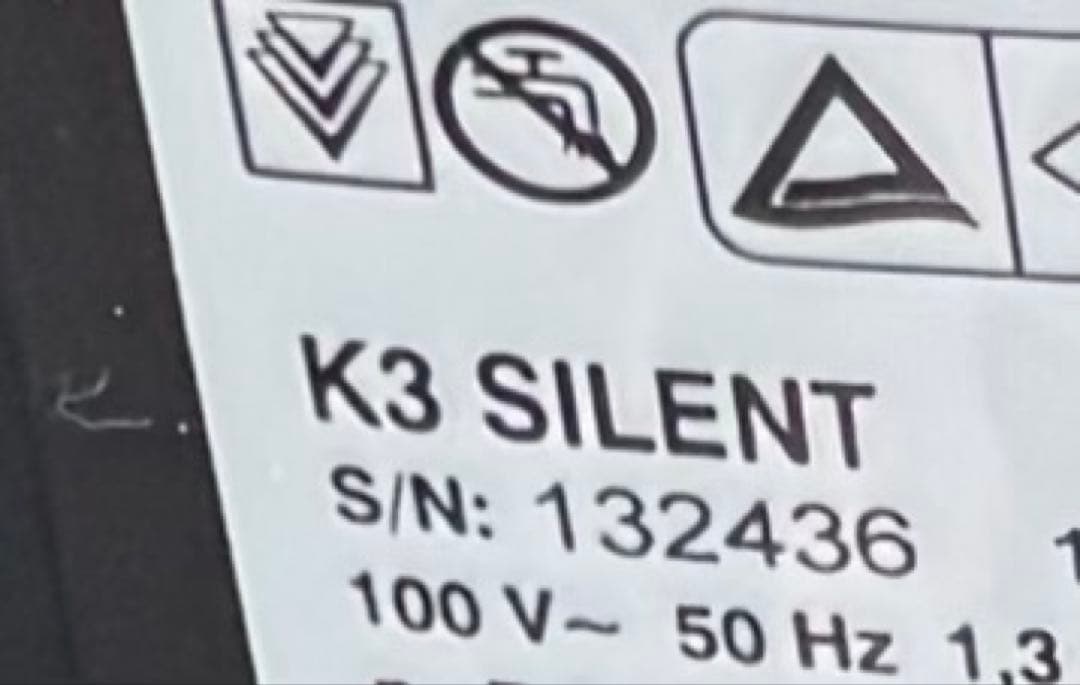 K3 SILENT
S/N: 132436
100 V~ 50 Hz 1,3